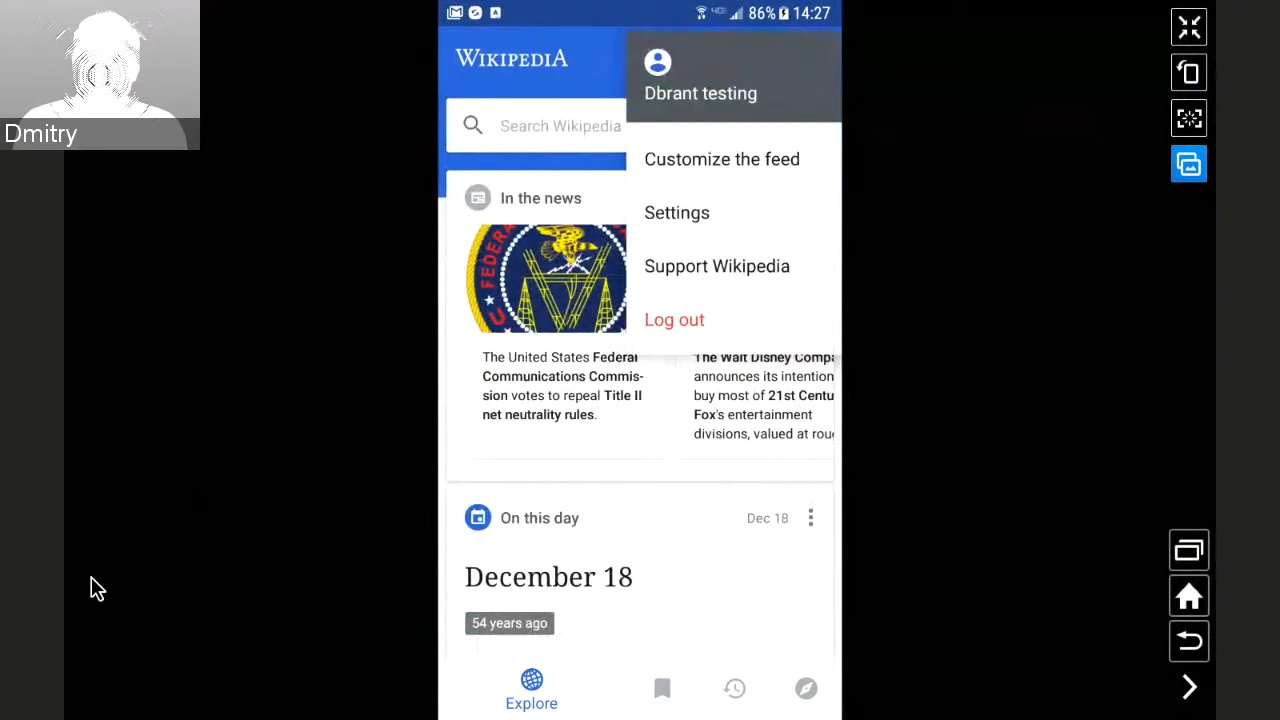 Dmitry
86% 14:27
WIKIPEDIA
Dbrant testing
Search Wikipedia
Customize the feed
In the news
Settings
Support Wikipedia
Log out
FEDERAL
The United States Federal
Communications Commis-
sion votes to repeal Title II
net neutrality rules.
The Walt Disney Compa
announces its intention
buy most of 21st Centu
Fox's entertainment
divisions, valued at roug
On this day
Dec 18
December 18
54 years ago
Explore